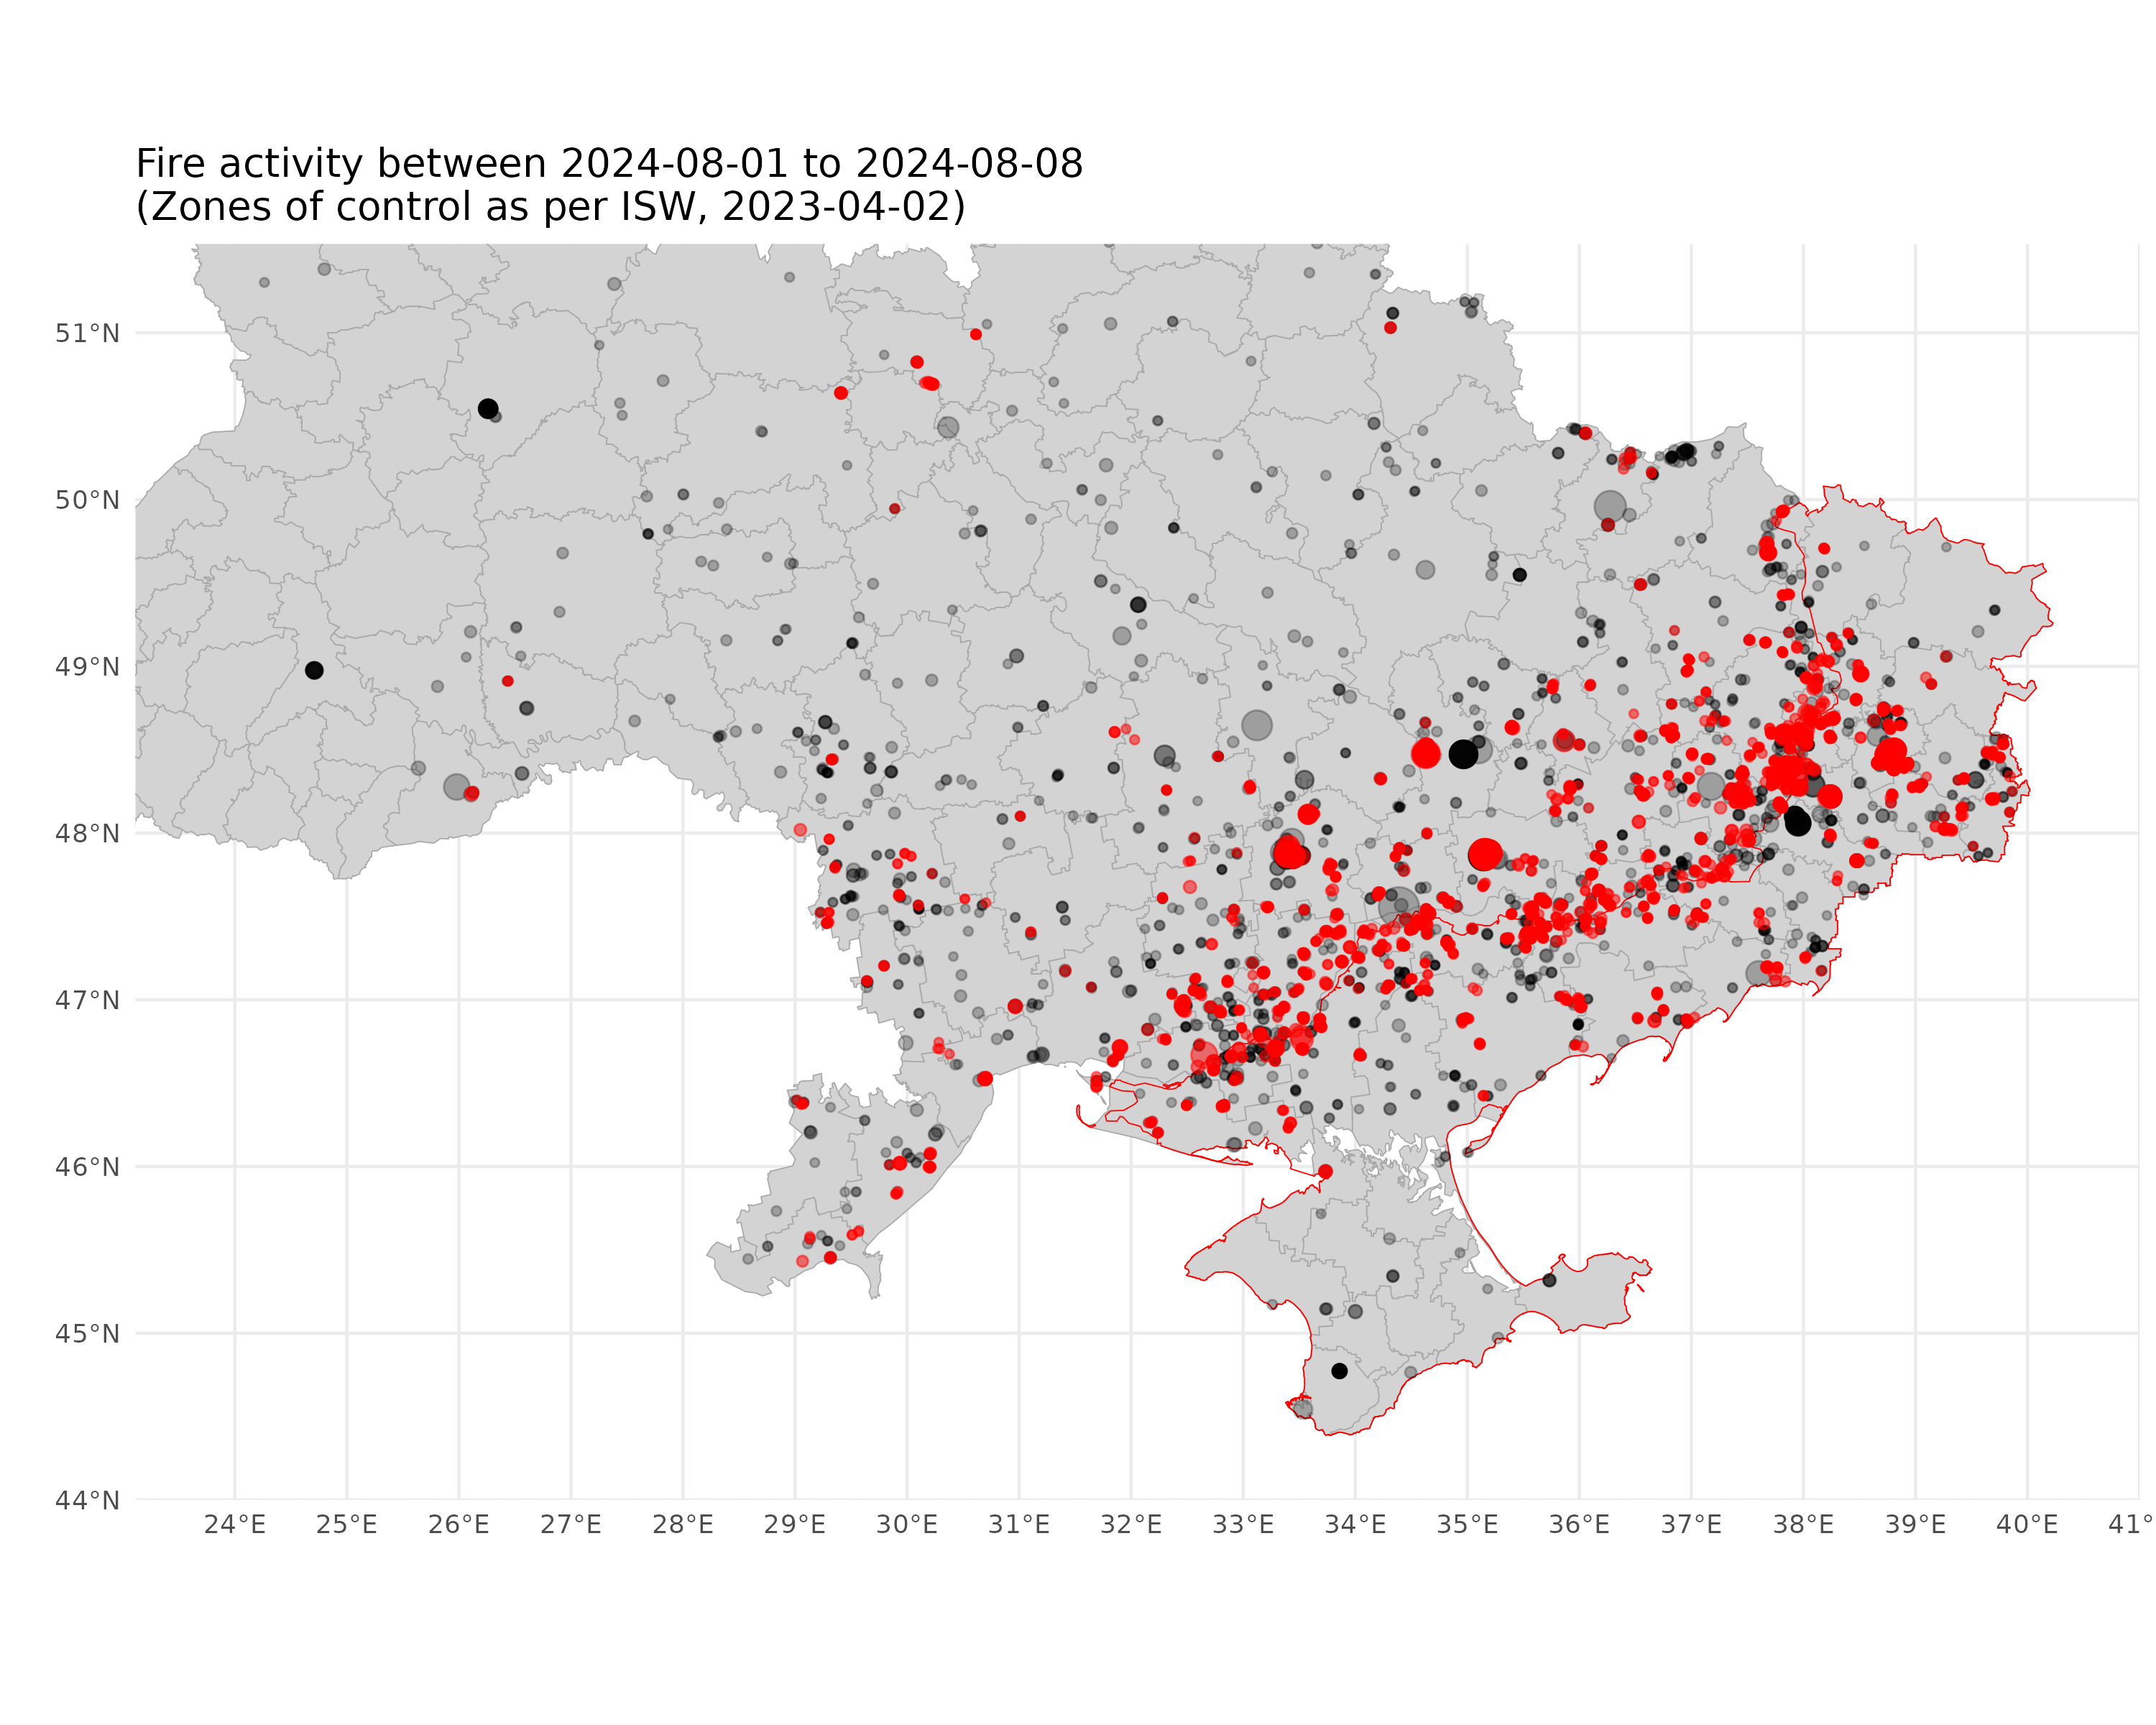 Fire activity between 2024-08-01 to 2024-08-08
(Zones of control as per ISW, 2023-04-02)
51°N
50°N
49°N
48°N
47°N
46°N
45°N
44°N
24°E 25°E 26°E 27°E 28°E 29°E 30°E 31°E 32°E 33°E 34°E 35°E 36°E 37°E 38°E 39°E 40°E 41°